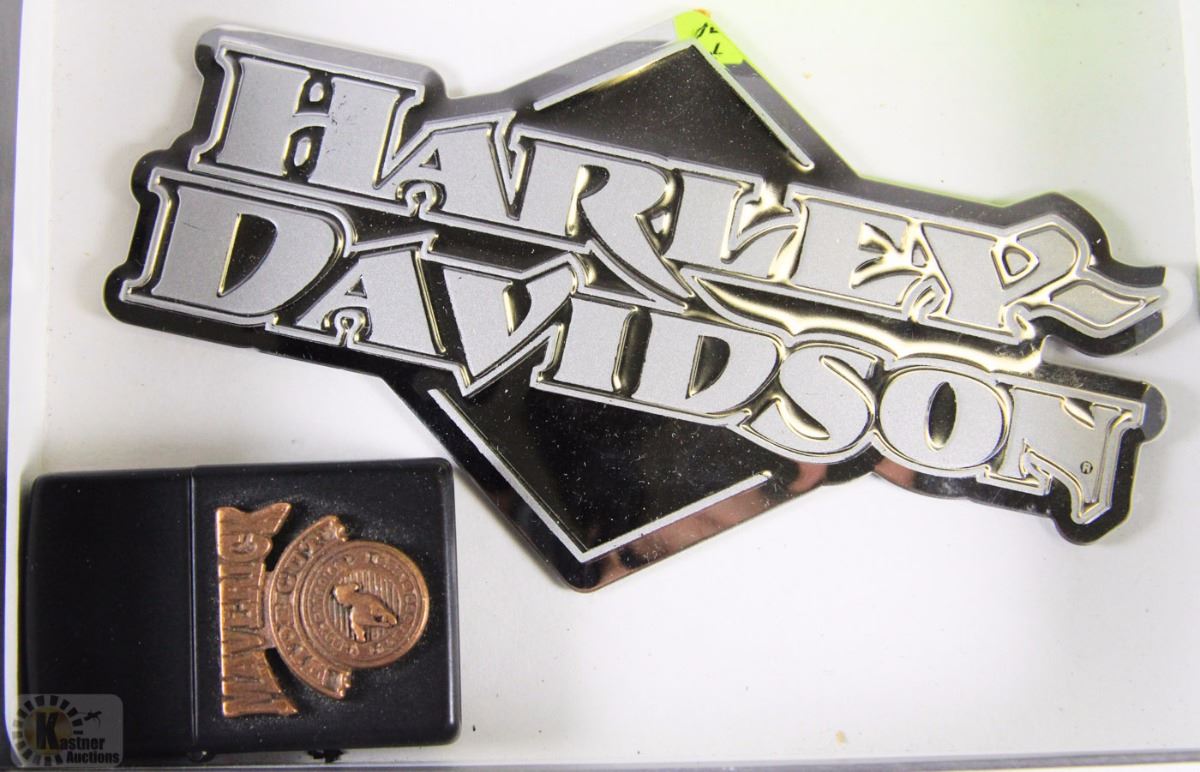 HARLEY
DAVIDSON
®
MAVERICK
Kastner
Auctions